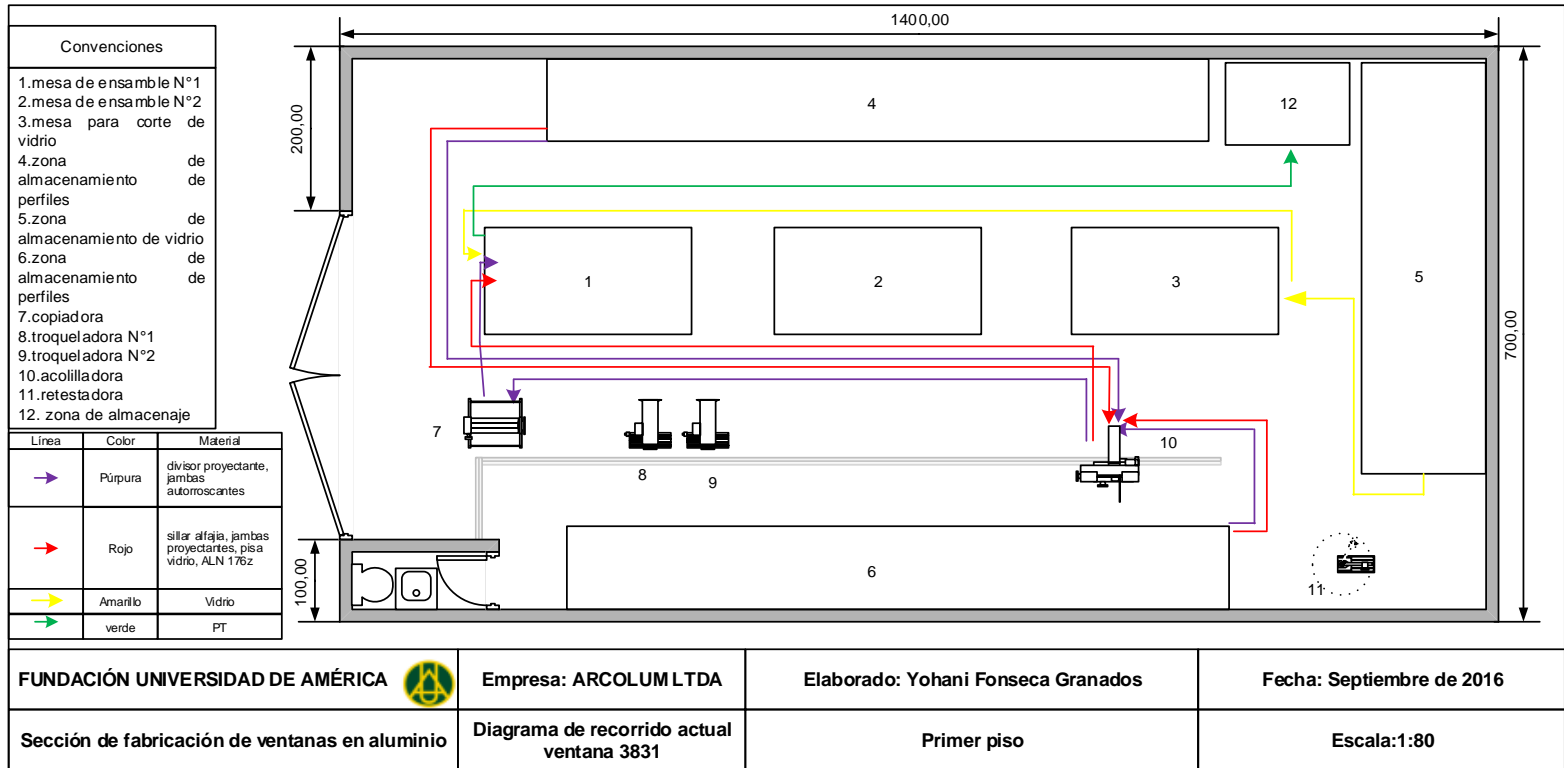 1400,00
Convenciones
1.mesa de ensamble N°1
2.mesa de ensamble N°2
3.mesa para corte de
vidrio
4.zona de
almacenamiento de
perfiles
5.zona de
almacenamiento de vidrio
6.zona de
almacenamiento de
perfiles
7.copiadora
8.troqueladora N°1
9.troqueladora N°2
10.acolilladora
11.retestadora
12. zona de almacenaje
200,00
4
12
1
2
3
5
700,00
7
8
9
10
100,00
6
11
Línea Color Material
Púrpura
divisor proyectante,
jambas
autorroscantes
Rojo
sillar alfajia, jambas
proyectantes, pisa
vidrio, ALN 176z
Amarillo Vidrio
verde PT
FUNDACIÓN UNIVERSIDAD DE AMÉRICA
Empresa: ARCOLUM LTDA
Elaborado: Yohani Fonseca Granados
Fecha: Septiembre de 2016
Sección de fabricación de ventanas en aluminio
Diagrama de recorrido actual
ventana 3831
Primer piso
Escala:1:80